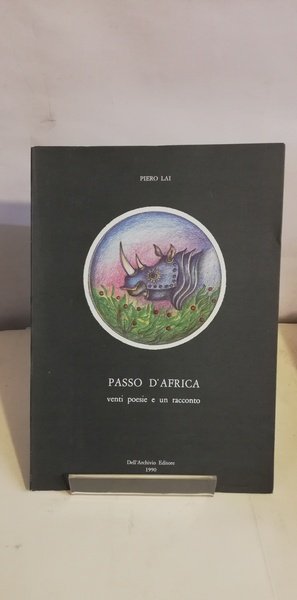 PIERO LAI
PASSO D'AFRICA
venti poesie e un racconto
Dell'Archivio Editore
1990